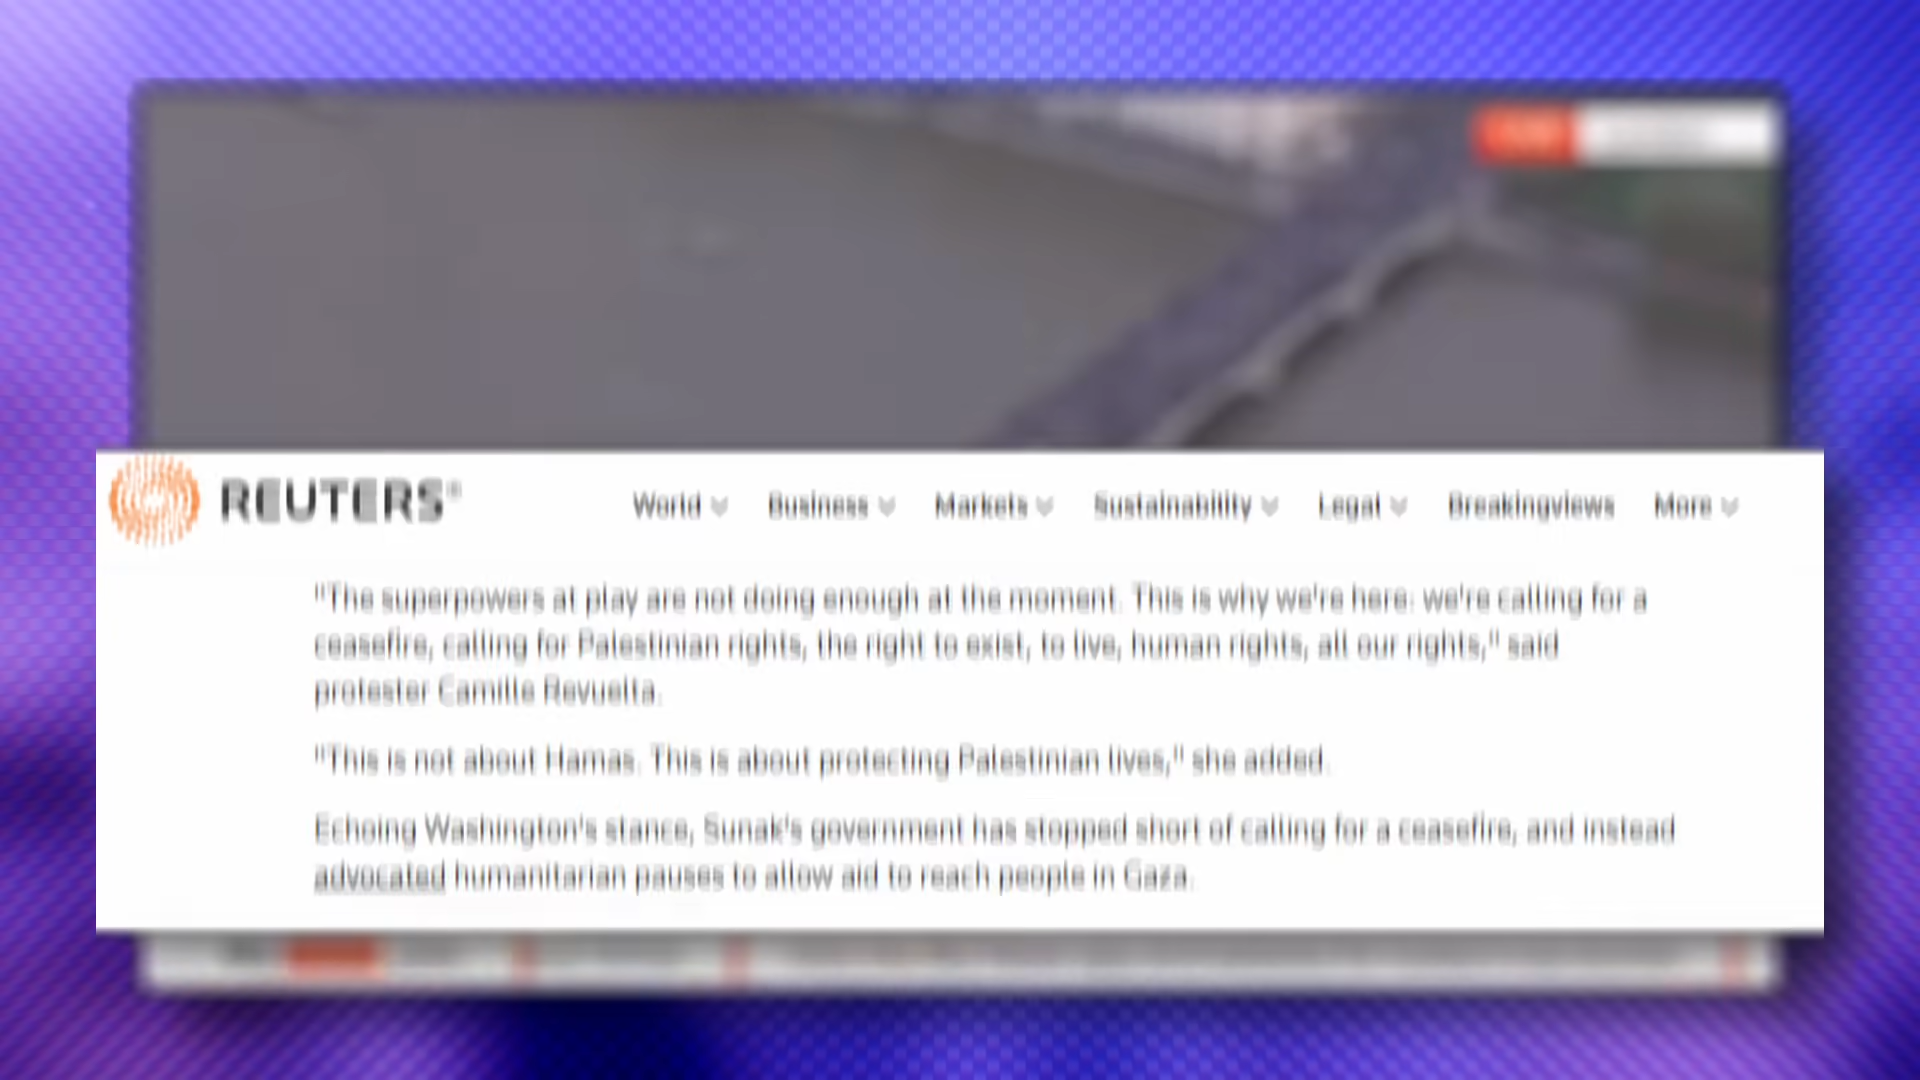 REUTERS®
World Business Markets Sustainability Legal Breakingviews More
"The superpowers at play are not doing enough at the moment. This is why we're here: we're calling for a
ceasefire, calling for Palestinian rights, the right to exist, to live, human rights, all our rights," said
protester Camille Revuelta.
"This is not about Hamas. This is about protecting Palestinian lives," she added.
Echoing Washington's stance, Sunak's government has stopped short of calling for a ceasefire, and instead
advocated humanitarian pauses to allow aid to reach people in Gaza.